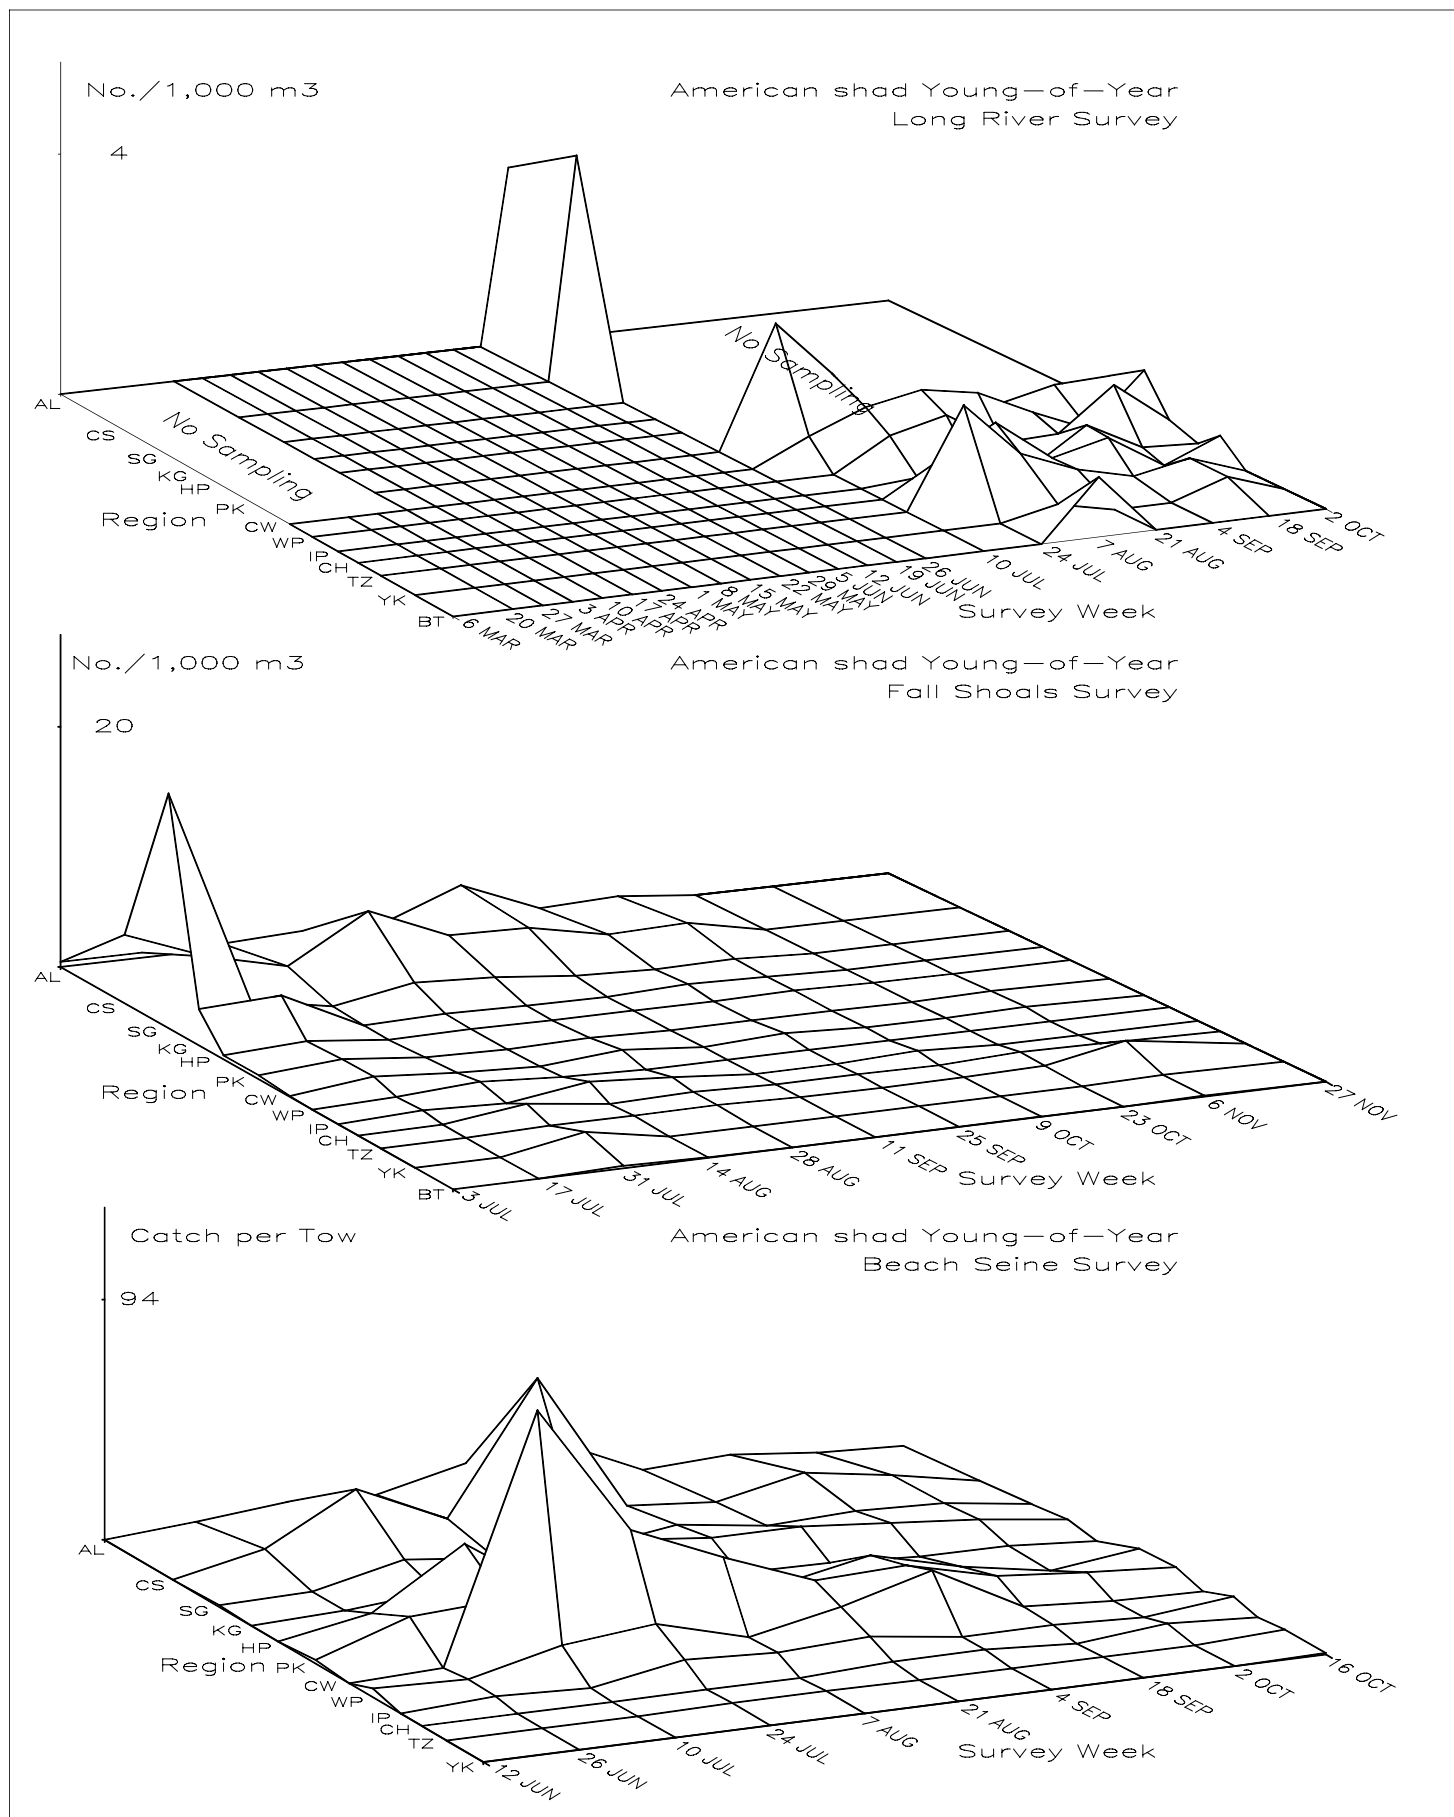 No./1,000 m3
American shad Young-of-Year
Long River Survey
4
No Sampling
AL
CS
SG
KG
HP
PK
CW
WP
IP
CH
TZ
YK
BT
No Sampling
Region
6 MAR
20 MAR
27 MAR
3 APR
10 APR
17 APR
24 APR
1 MAY
8 MAY
15 MAY
22 MAY
29 MAY
5 JUN
12 JUN
19 JUN
26 JUN
10 JUL
24 JUL
7 AUG
21 AUG
4 SEP
18 SEP
2 OCT
Survey Week
No./1,000 m3
American shad Young-of-Year
Fall Shoals Survey
20
AL
CS
SG
KG
HP
PK
CW
WP
IP
CH
TZ
YK
BT
Region
3 JUL
17 JUL
31 JUL
14 AUG
28 AUG
11 SEP
25 SEP
9 OCT
23 OCT
6 NOV
27 NOV
Survey Week
Catch per Tow
American shad Young-of-Year
Beach Seine Survey
94
AL
CS
SG
KG
HP
PK
CW
WP
IP
CH
TZ
YK
Region
12 JUN
26 JUN
10 JUL
24 JUL
7 AUG
21 AUG
4 SEP
18 SEP
2 OCT
16 OCT
Survey Week